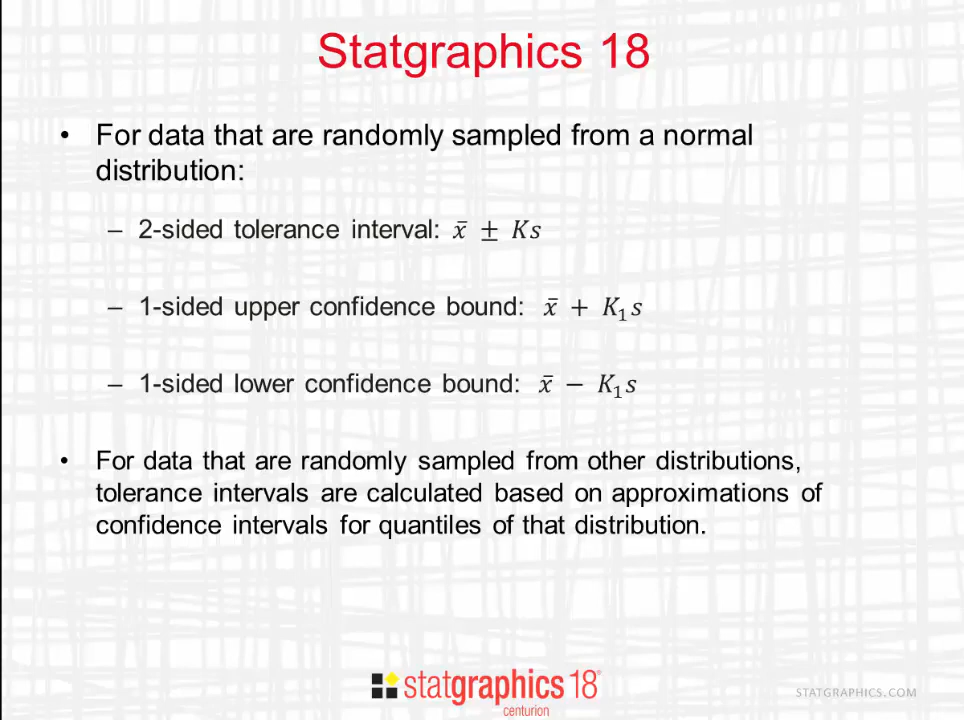 Statgraphics 18
• For data that are randomly sampled from a normal
distribution:
– 2-sided tolerance interval: x̄ ± Ks
– 1-sided upper confidence bound: x̄ + K₁s
– 1-sided lower confidence bound: x̄ − K₁s
• For data that are randomly sampled from other distributions,
tolerance intervals are calculated based on approximations of
confidence intervals for quantiles of that distribution.
statgraphics 18®
centurion
STATGRAPHICS.COM